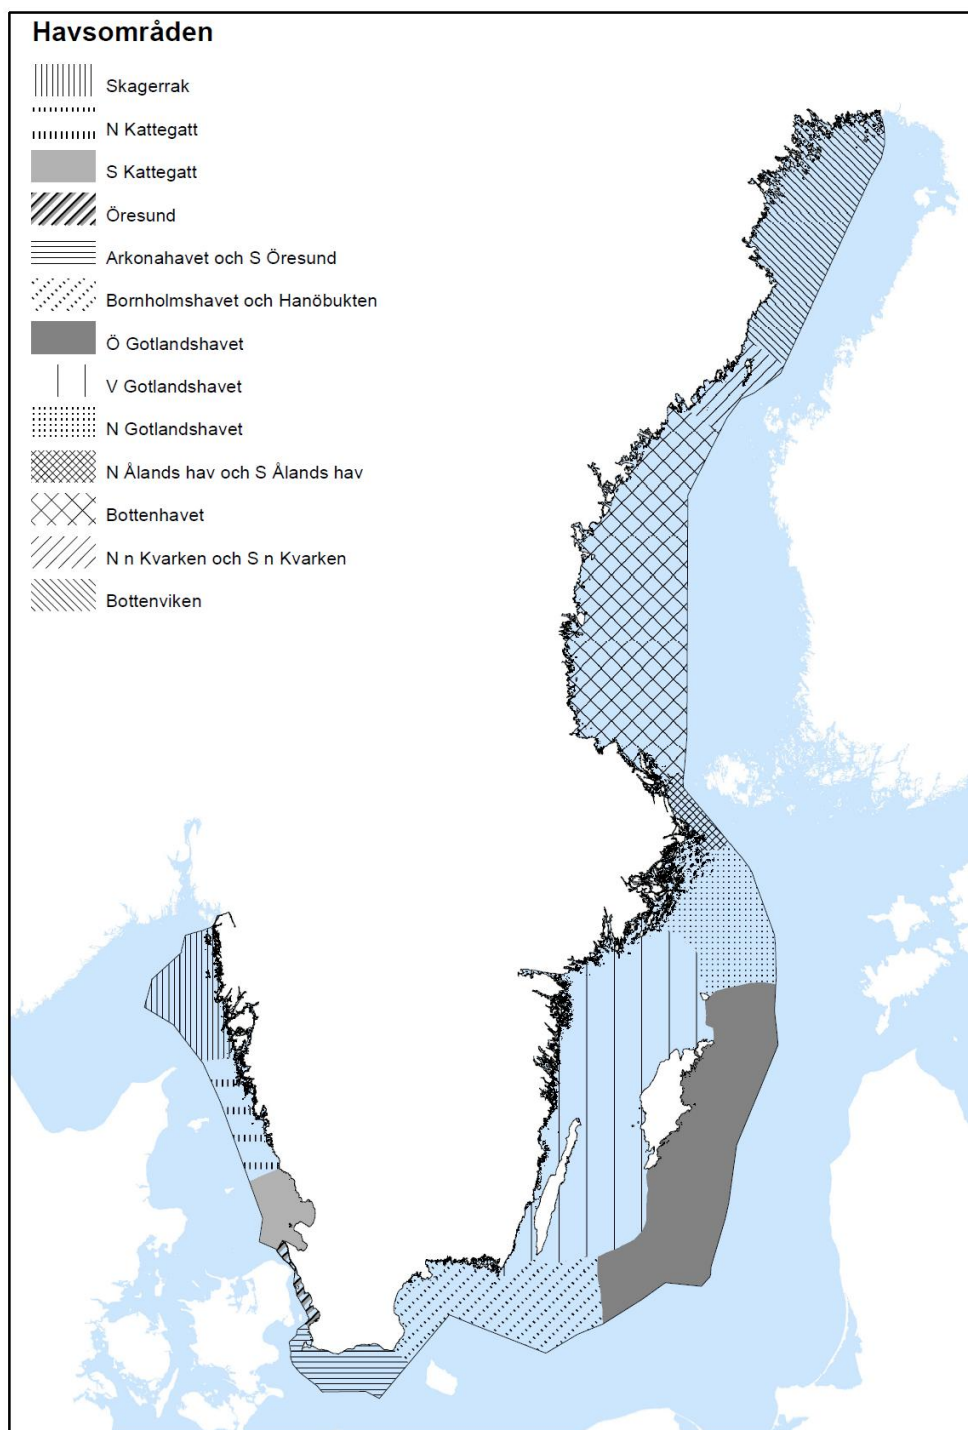 Havsområden
Skagerrak
N Kattegatt
S Kattegatt
Öresund
Arkonahavet och S Öresund
Bornholmshavet och Hanöbukten
Ö Gotlandshavet
V Gotlandshavet
N Gotlandshavet
N Ålands hav och S Ålands hav
Bottenhavet
N n Kvarken och S n Kvarken
Bottenviken